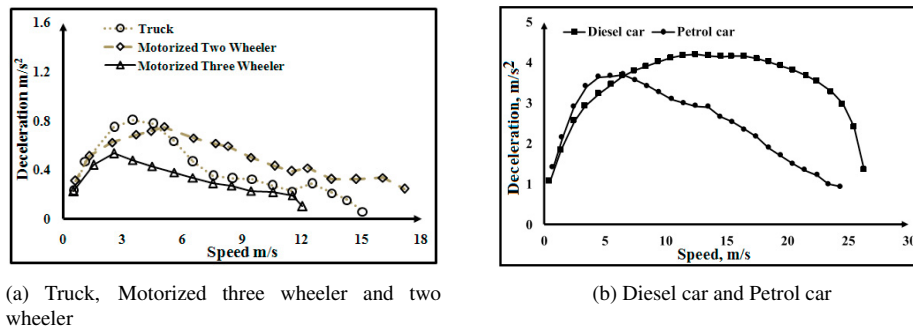 1.6
1.2
0.8
0.4
0
Deceleration m/s²
Truck
Motorized Two Wheeler
Motorized Three Wheeler
0 3 6 9 12 15 18
Speed m/s
5
4
3
2
1
0
Deceleration, m/s²
Diesel car Petrol car
0 5 10 15 20 25 30
Speed, m/s
(a) Truck, Motorized three wheeler and two
wheeler
(b) Diesel car and Petrol car